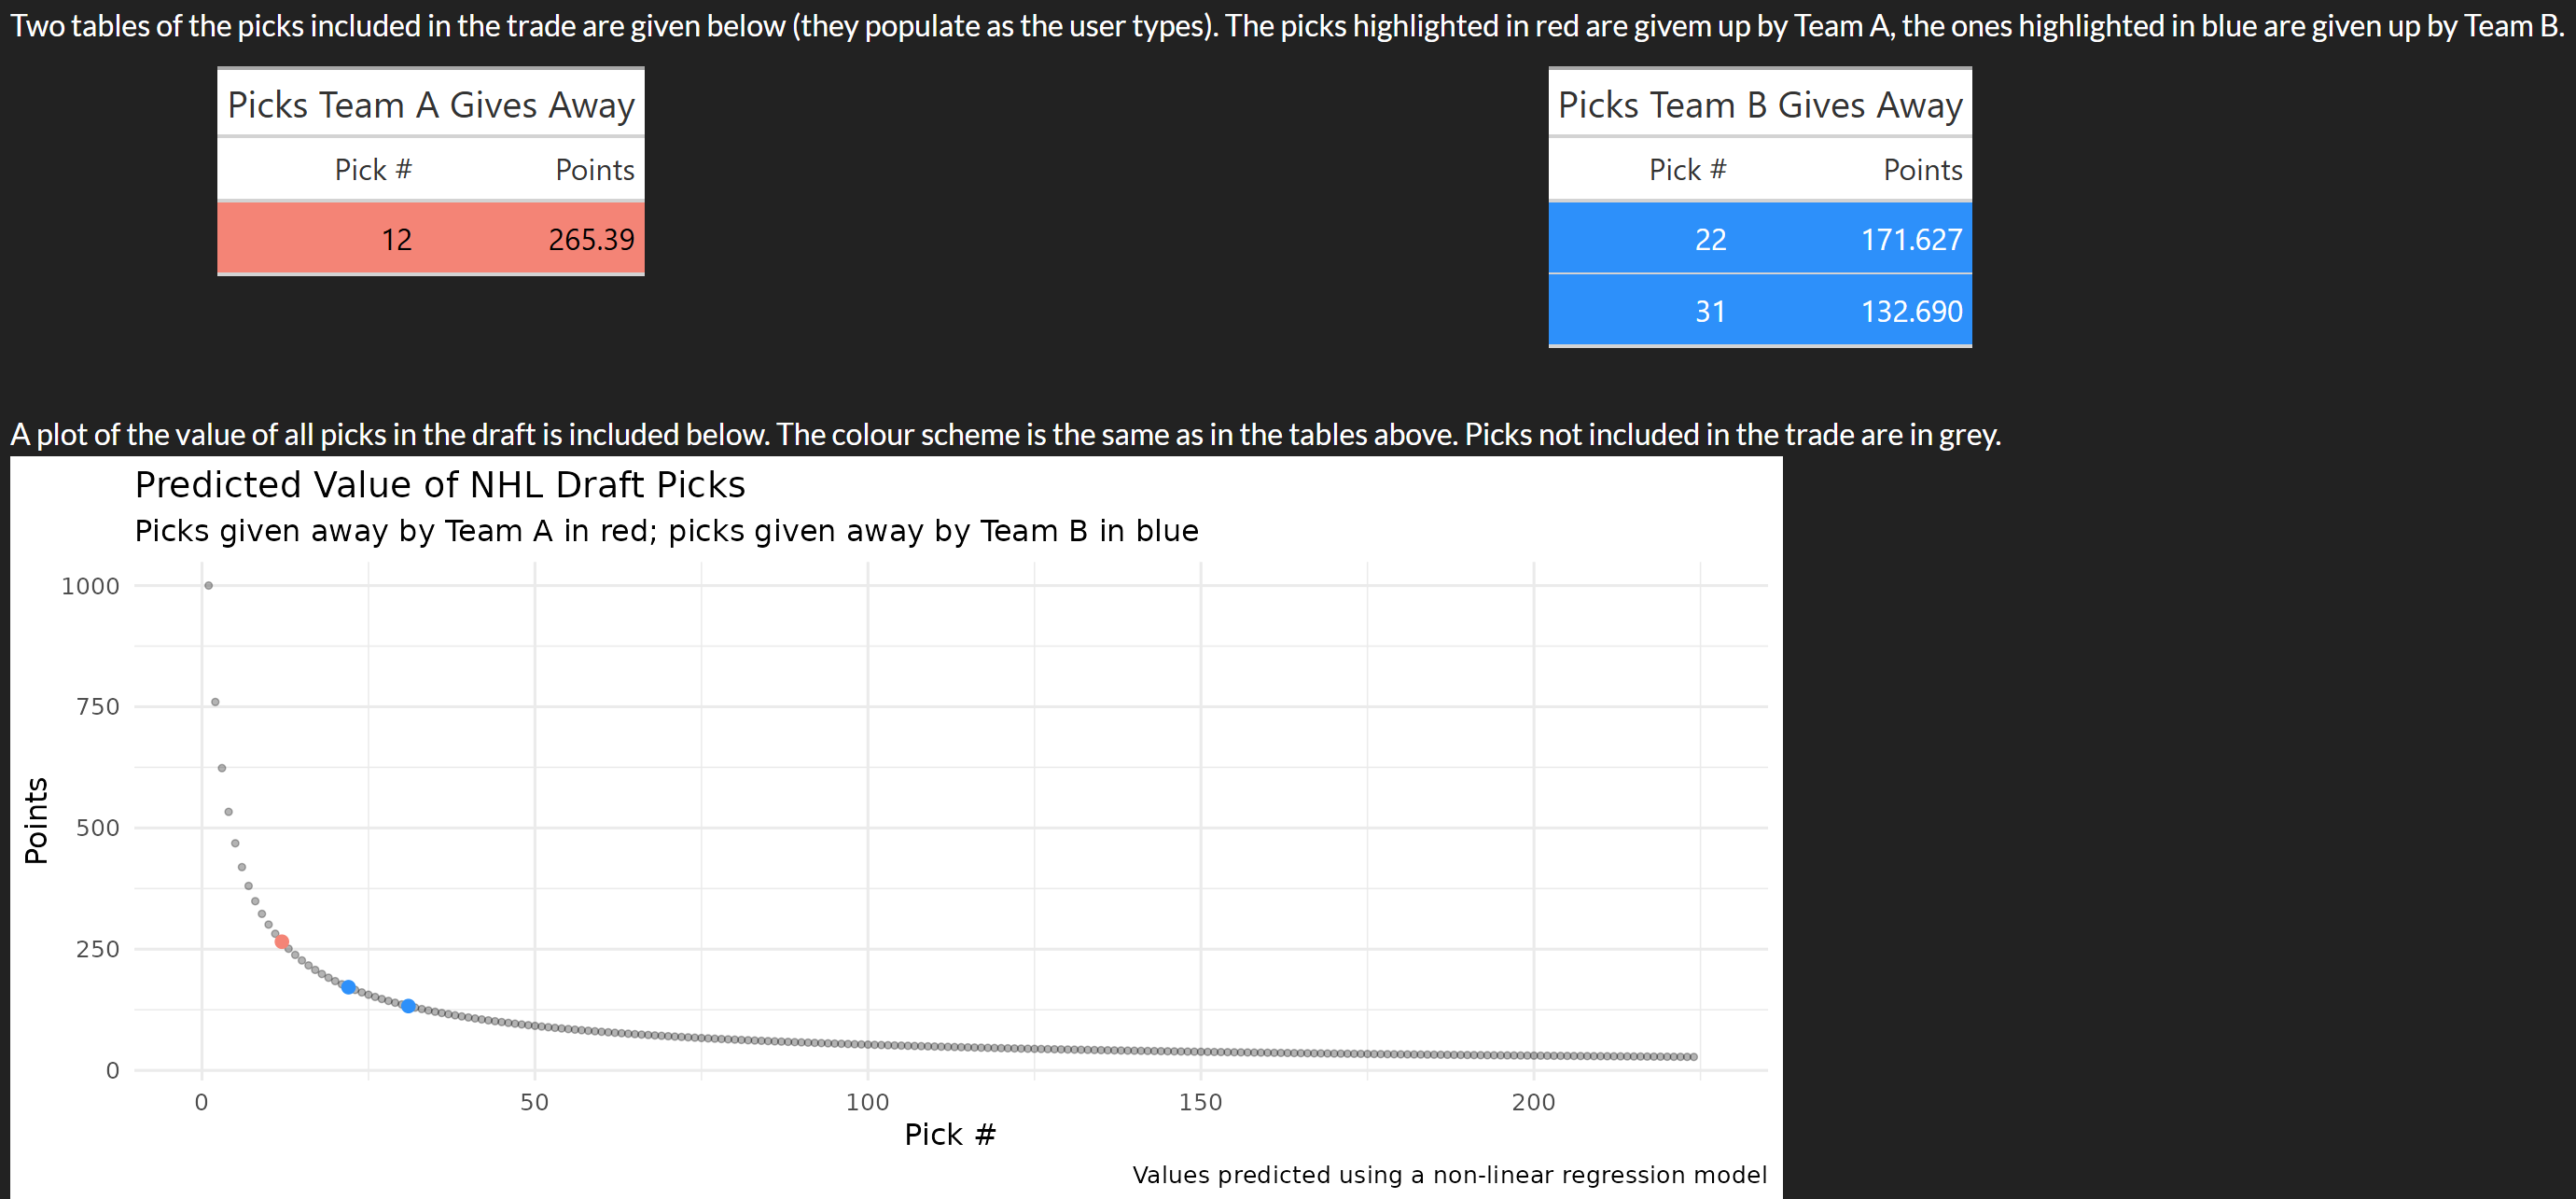 Two tables of the picks included in the trade are given below (they populate as the user types). The picks highlighted in red are givem up by Team A, the ones highlighted in blue are given up by Team B.
Picks Team A Gives Away
Pick # Points
12 265.39
Picks Team B Gives Away
Pick # Points
22 171.627
31 132.690
A plot of the value of all picks in the draft is included below. The colour scheme is the same as in the tables above. Picks not included in the trade are in grey.
Predicted Value of NHL Draft Picks
Picks given away by Team A in red; picks given away by Team B in blue
Points
1000
750
500
250
0
0 50 100 150 200
Pick #
Values predicted using a non-linear regression model